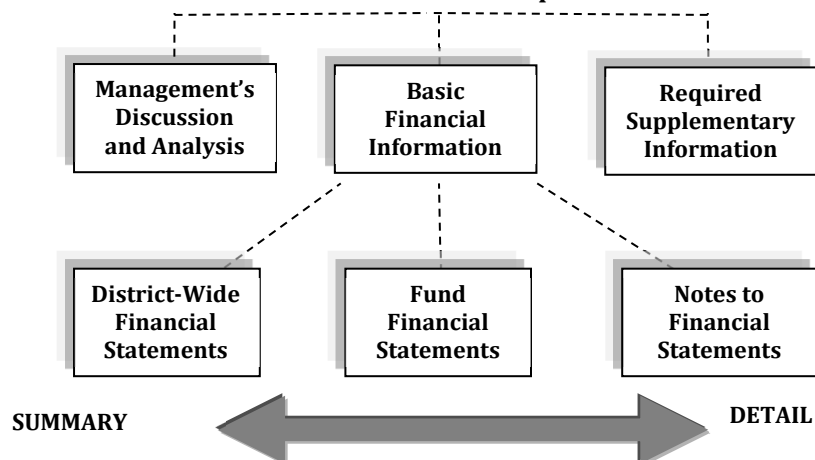 Management's
Discussion
and Analysis
Basic
Financial
Information
Required
Supplementary
Information
District-Wide
Financial
Statements
Fund
Financial
Statements
Notes to
Financial
Statements
SUMMARY
DETAIL